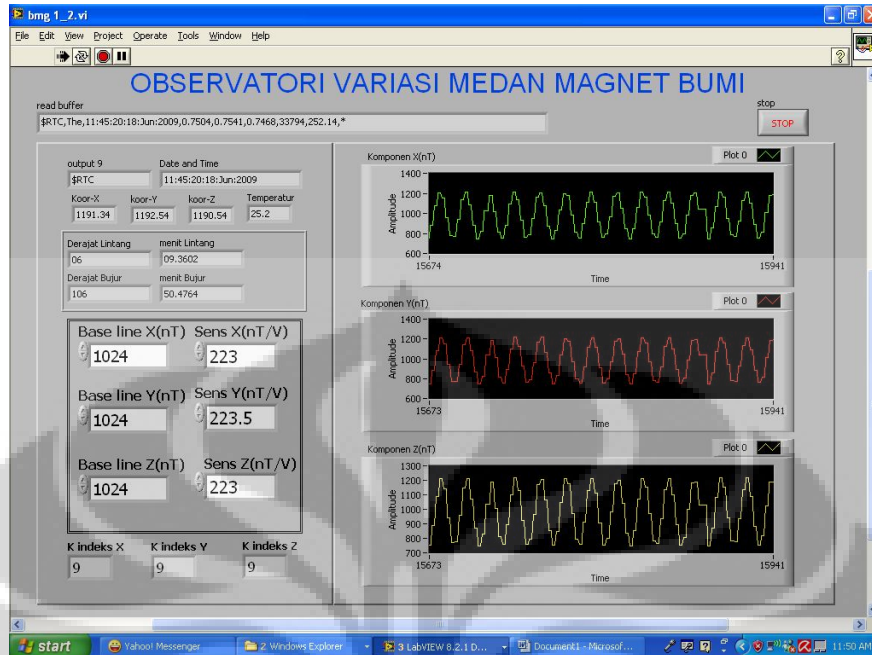 bmg 1_2.vi
File Edit View Project Operate Tools Window Help
OBSERVATORI VARIASI MEDAN MAGNET BUMI
read buffer
$RTC,The,11:45:20:18:Jun:2009,0.7504,0.7541,0.7468,33794,252.14,*
stop
STOP
output 9 Date and Time
$RTC 11:45:20:18:Jun:2009
Koor-X koor-Y koor-Z Temperatur
1191.34 1192.54 1190.54 25.2
Derajat Lintang menit Lintang
06 09.3602
Derajat Bujur menit Bujur
106 50.4764
Base line X(nT) Sens X(nT/V)
1024 223
Base line Y(nT) Sens Y(nT/V)
1024 223.5
Base line Z(nT) Sens Z(nT/V)
1024 223
K indeks X K indeks Y K indeks Z
9 9 9
Komponen X(nT) Plot 0
1400
1200
1000
800
600
Amplitude
15674 15941
Time
Komponen Y(nT) Plot 0
1400
1200
1000
800
600
Amplitude
15673 15941
Time
Komponen Z(nT) Plot 0
1300
1200
1100
1000
900
800
700
Amplitude
15673 15941
Time
start Yahoo! Messenger 2 Windows Explorer 3 LabVIEW 8.2.1 D... Document1 - Microsof... 11:50 AM